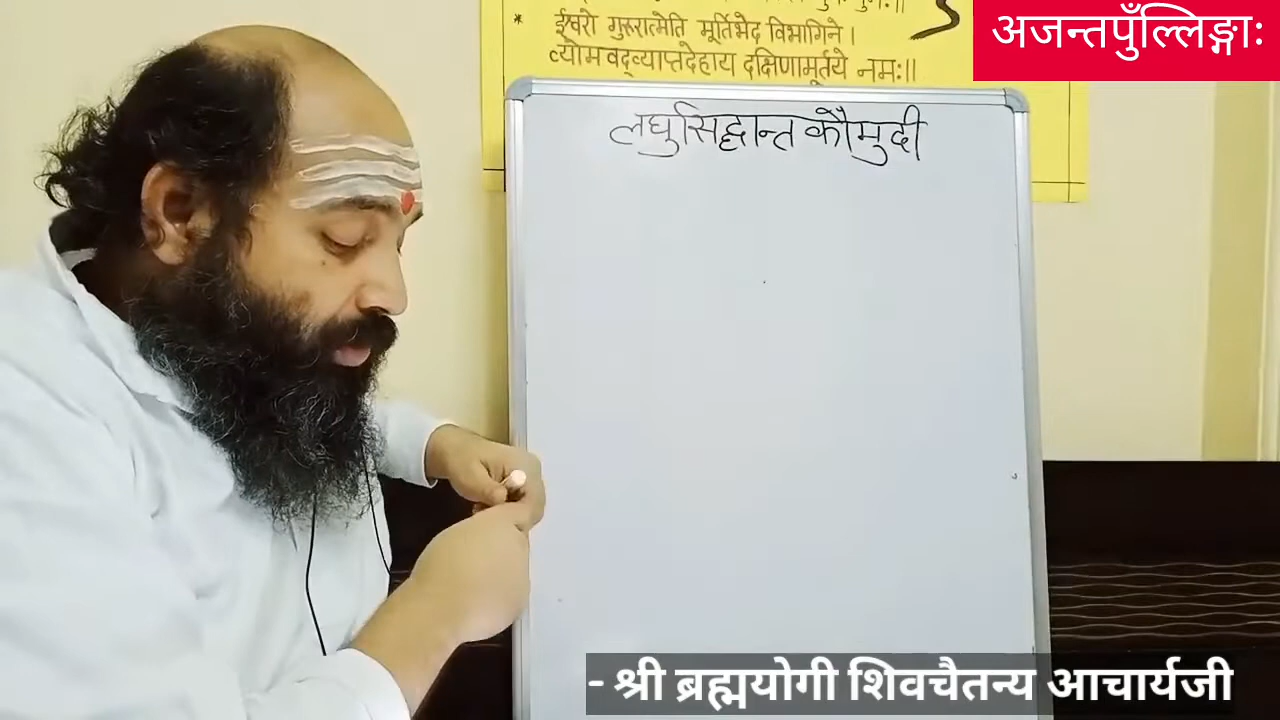 अजन्तपुँल्लिङ्गाः
ईश्वरो गुरुरात्मेति मूर्तिभेद विभागिने ।
व्योमवद्व्याप्तदेहाय दक्षिणामूर्तये नमः॥
लघुसिद्धान्तकौमुदी
- श्री ब्रह्मयोगी शिवचैतन्य आचार्यजी